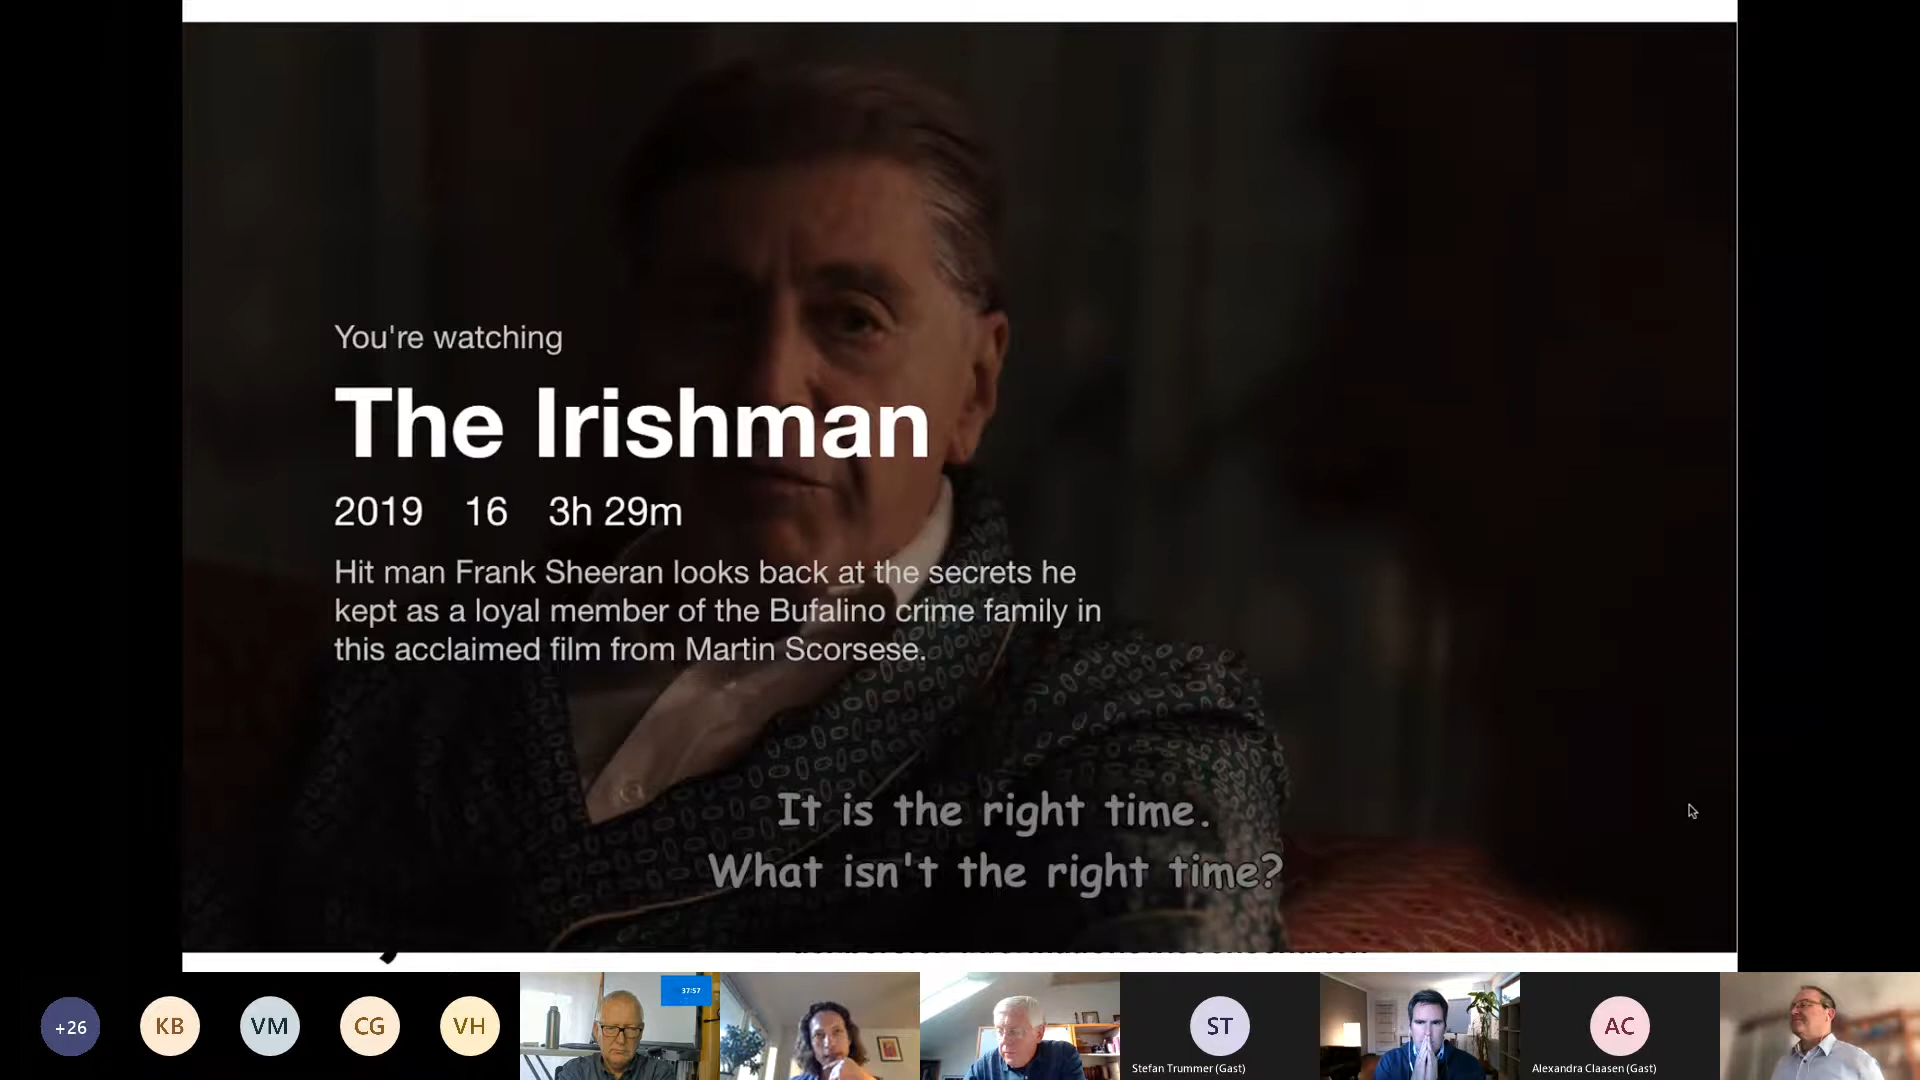 You're watching
The Irishman
2019 16 3h 29m
Hit man Frank Sheeran looks back at the secrets he
kept as a loyal member of the Bufalino crime family in
this acclaimed film from Martin Scorsese.
It is the right time.
What isn't the right time?
37:57
+26
KB
VM
CG
VH
ST
AC
Stefan Trummer (Gast)
Alexandra Claasen (Gast)